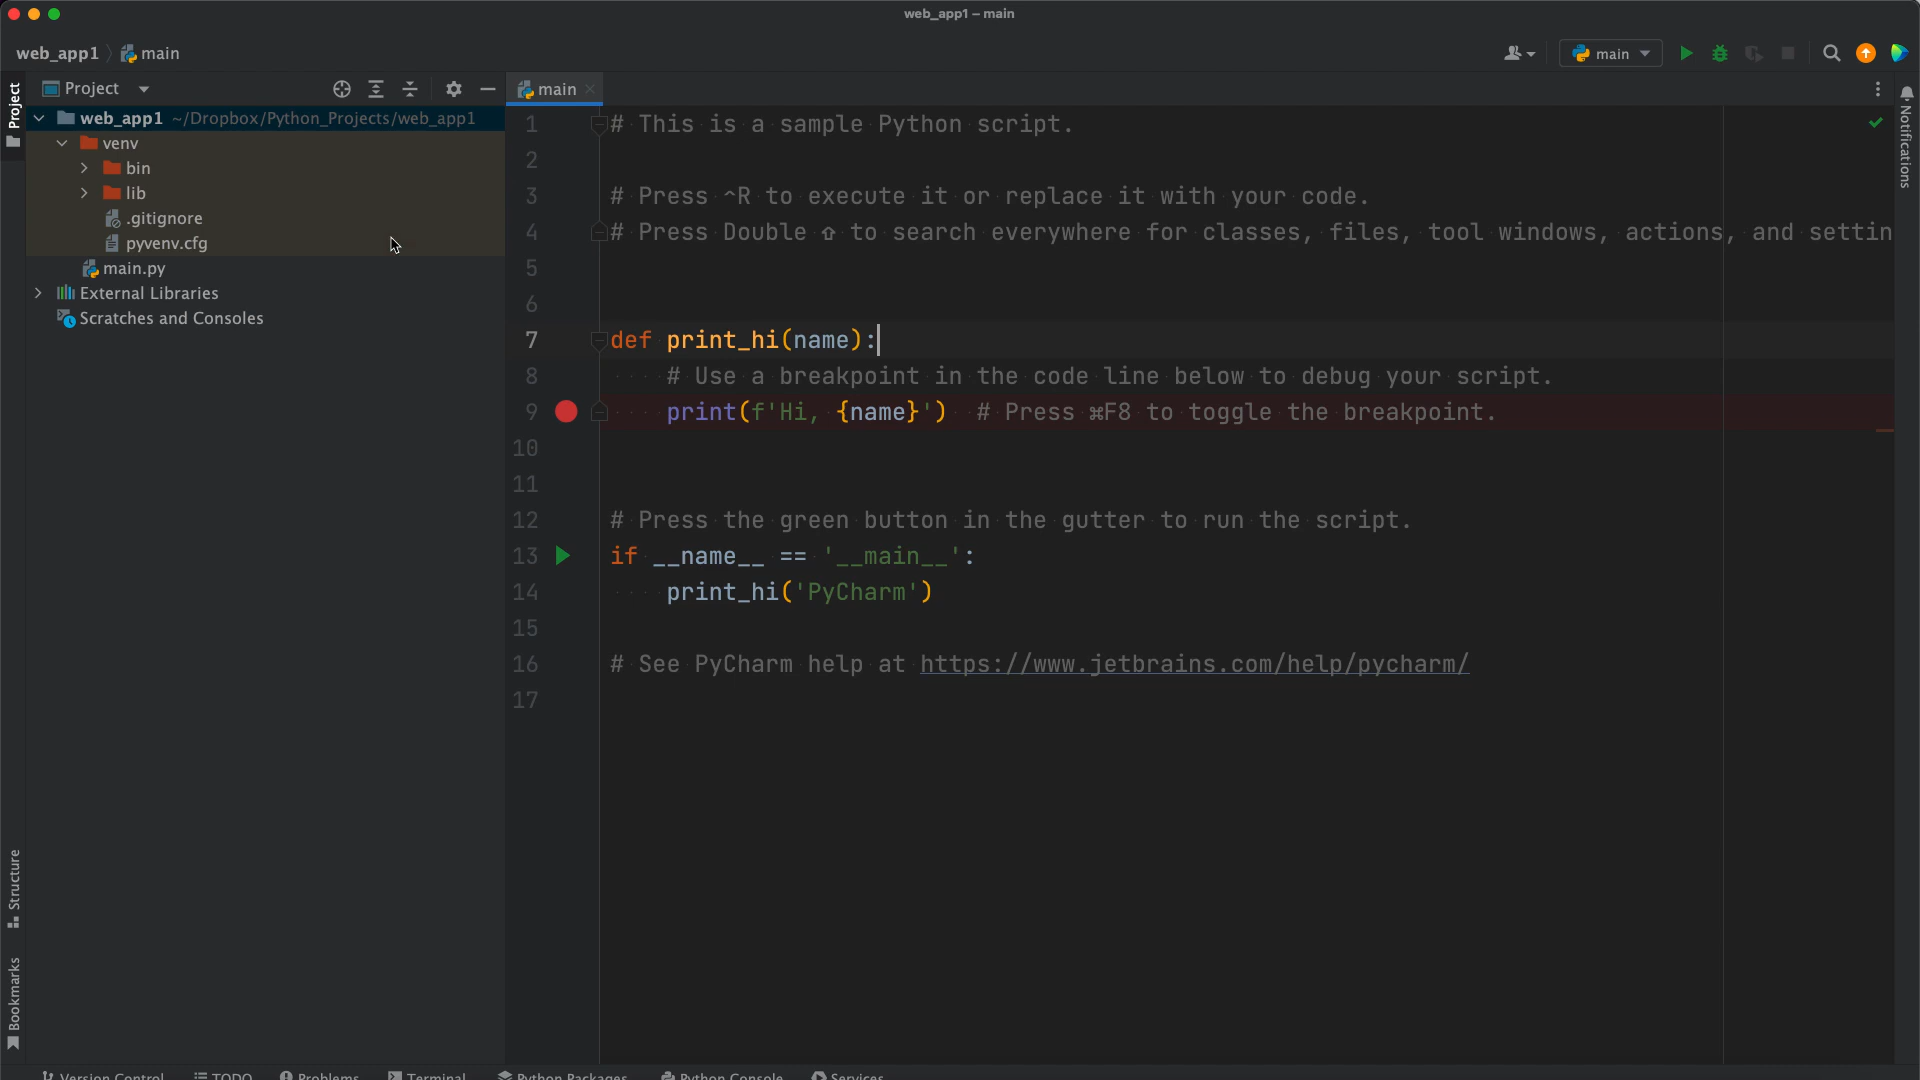 web_app1 – main
web_app1 main
main
Project
Project
web_app1 ~/Dropbox/Python_Projects/web_app1
venv
bin
lib
.gitignore
pyvenv.cfg
main.py
External Libraries
Scratches and Consoles
Structure
Bookmarks
main
1 # This is a sample Python script.
2
3 # Press ^R to execute it or replace it with your code.
4 # Press Double ⇧ to search everywhere for classes, files, tool windows, actions, and settin
5
6
7 def print_hi(name):
8 # Use a breakpoint in the code line below to debug your script.
9 print(f'Hi, {name}') # Press ⌘F8 to toggle the breakpoint.
10
11
12 # Press the green button in the gutter to run the script.
13 if __name__ == '__main__':
14 print_hi('PyCharm')
15
16 # See PyCharm help at https://www.jetbrains.com/help/pycharm/
17
Notifications
Version Control TODO Problems Terminal Python Packages Python Console Services